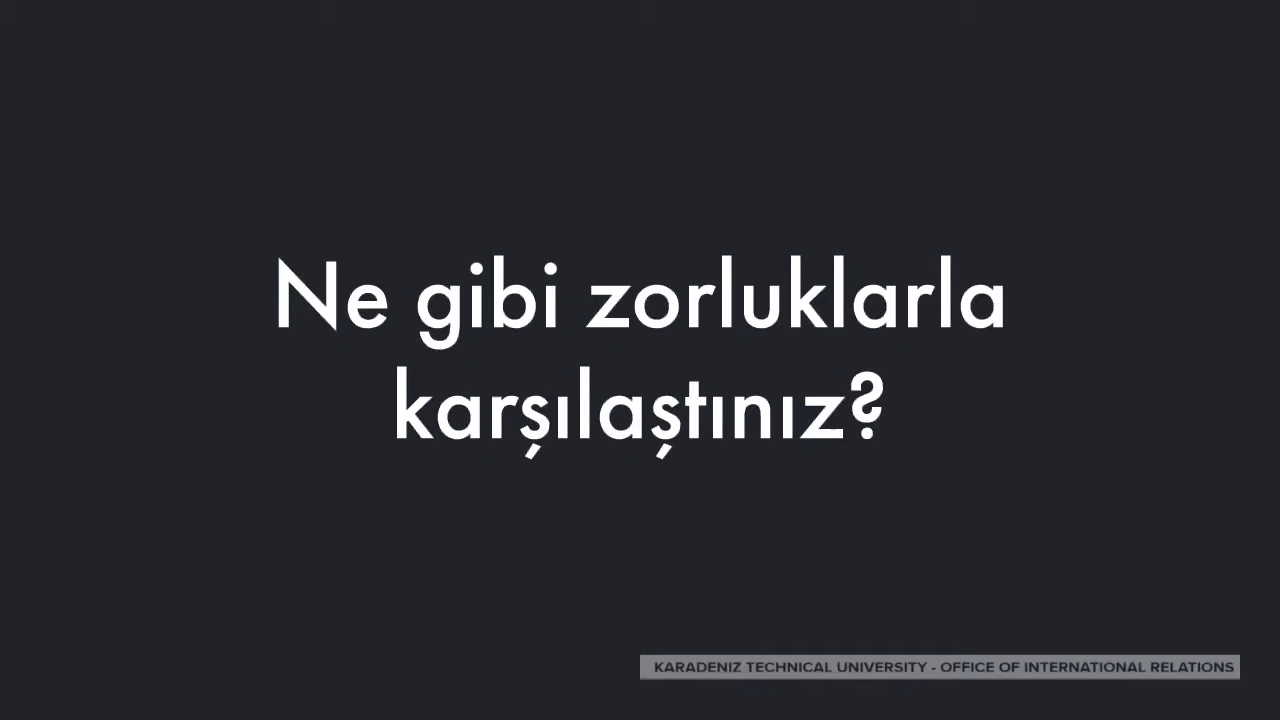 Ne gibi zorluklarla
karşılaştınız?
KARADENIZ TECHNICAL UNIVERSITY - OFFICE OF INTERNATIONAL RELATIONS